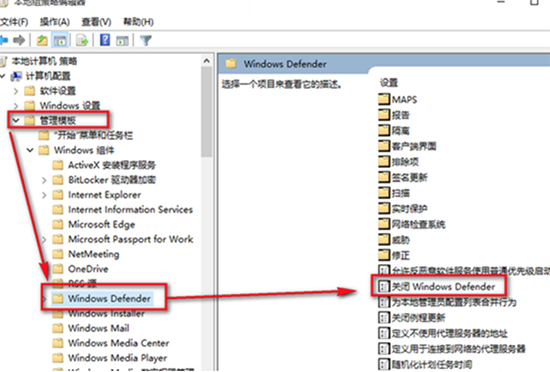 本地组策略编辑器
文件(F) 操作(A) 查看(V) 帮助(H)
本地计算机 策略
计算机配置
软件设置
Windows 设置
管理模板
"开始"菜单和任务栏
Windows 组件
ActiveX 安装程序服务
BitLocker 驱动器加密
Internet Explorer
Internet Information Services
Microsoft Edge
Microsoft Passport for Work
NetMeeting
OneDrive
RSS 源
Windows Defender
Windows Installer
Windows Mail
Windows Media Center
Windows Media Player
Windows Defender
选择一个项目来查看它的描述。
设置
MAPS
报告
隔离
客户端界面
排除项
签名更新
扫描
实时保护
网络检查系统
威胁
修正
允许反恶意软件服务使用普通优先级启动
关闭 Windows Defender
为本地管理员配置列表合并行为
关闭例程更新
定义不使用代理服务器的地址
定义用于连接到网络的代理服务器
随机化计划任务时间